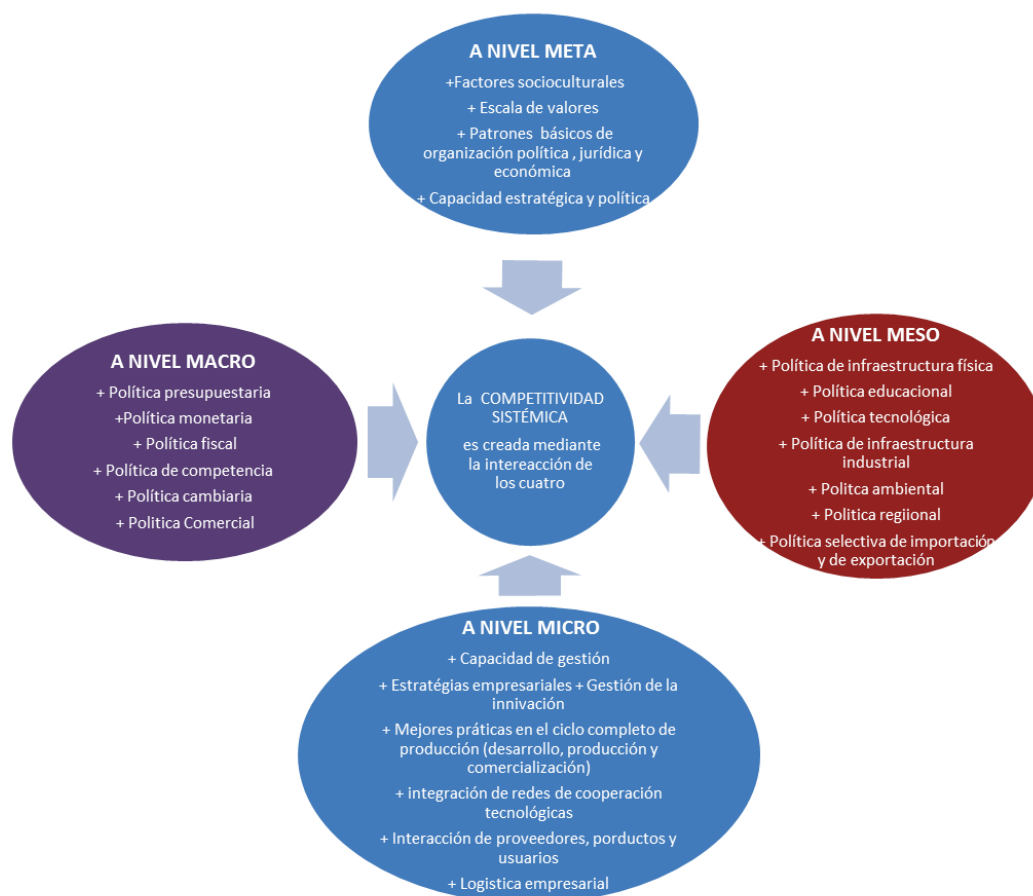 A NIVEL META
+Factores socioculturales
+ Escala de valores
+ Patrones básicos de
organización política , jurídica y
económica
+ Capacidad estratégica y política
A NIVEL MACRO
+ Política presupuestaria
+Política monetaria
+ Política fiscal
+ Política de competencia
+ Política cambiaria
+ Politica Comercial
La COMPETITIVIDAD
SISTÉMICA
es creada mediante
la intereacción de
los cuatro
A NIVEL MESO
+ Política de infraestructura física
+ Política educacional
+ Política tecnológica
+ Política de infraestructura
industrial
+ Politca ambiental
+ Politica regiional
+ Política selectiva de importación
y de exportación
A NIVEL MICRO
+ Capacidad de gestión
+ Estratégias empresariales + Gestión de la
innivación
+ Mejores práticas en el ciclo completo de
producción (desarrollo, producción y
comercialización)
+ integración de redes de cooperación
tecnológicas
+ Interacción de proveedores, porductos y
usuarios
+ Logistica empresarial